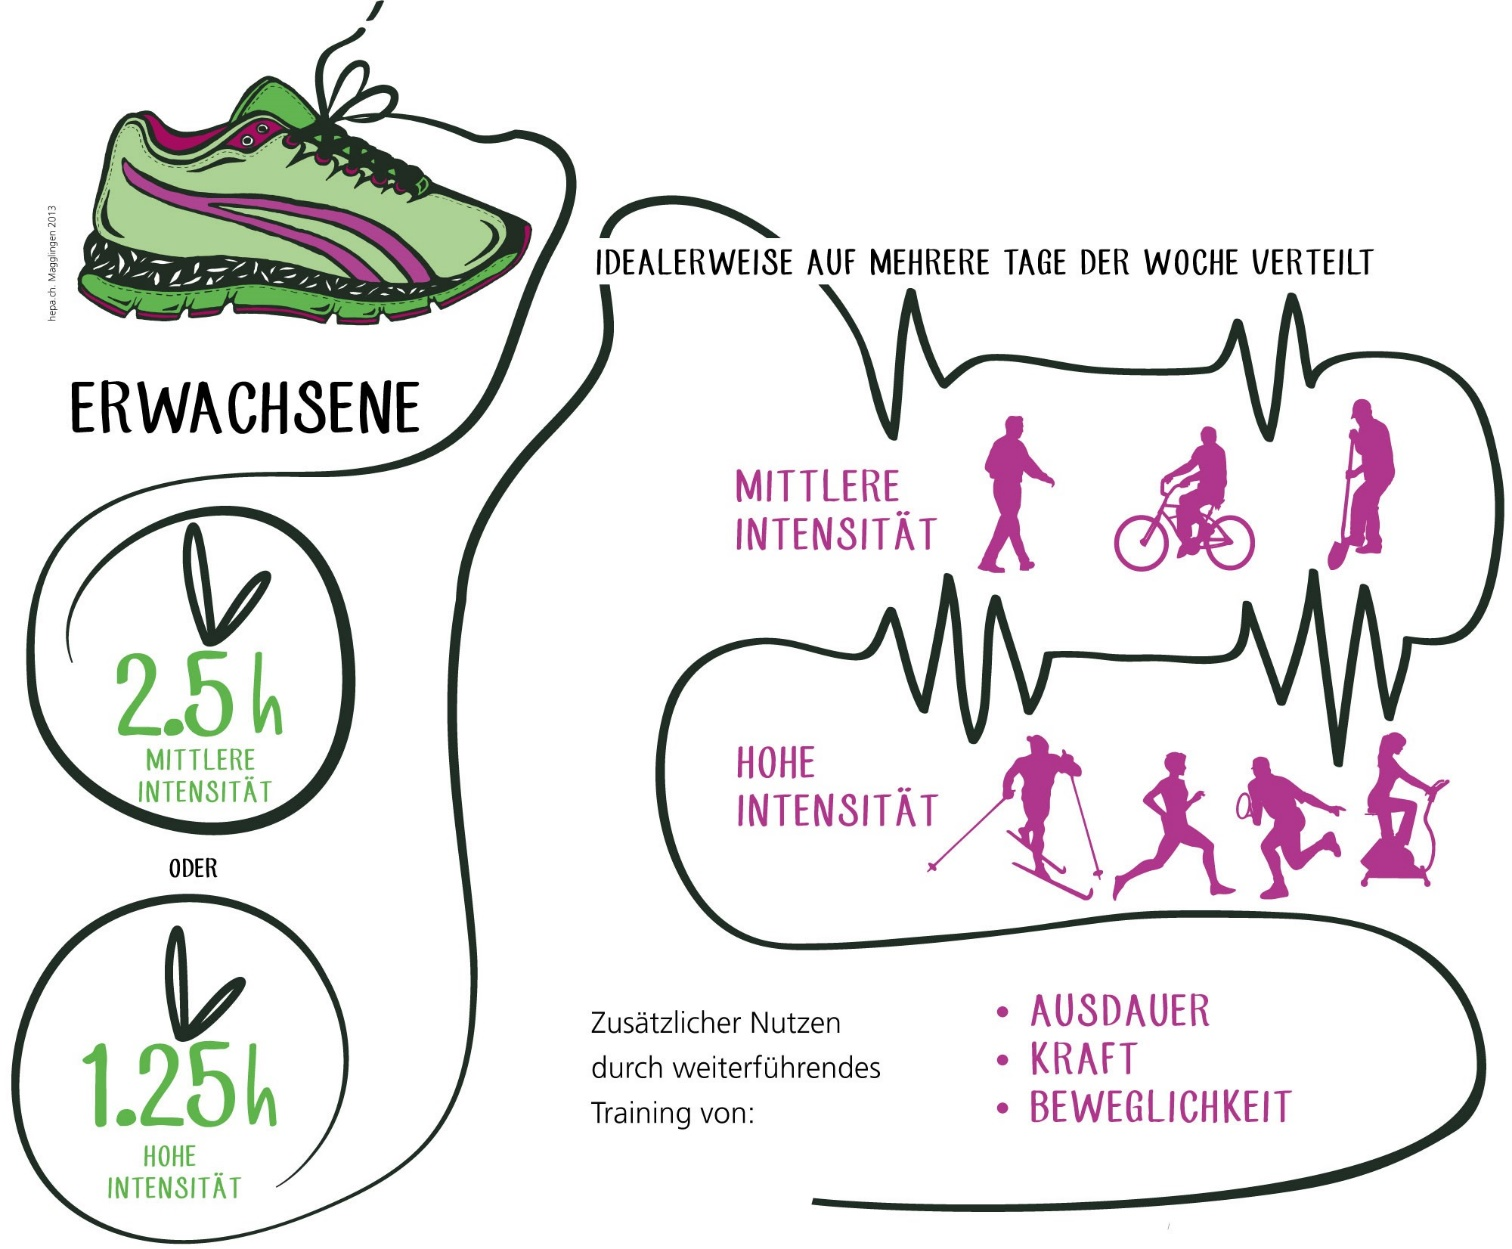 hepa.ch. Magglingen 2013
ERWACHSENE
2.5 h
MITTLERE
INTENSITÄT
ODER
1.25 h
HOHE
INTENSITÄT
IDEALERWEISE AUF MEHRERE TAGE DER WOCHE VERTEILT
MITTLERE
INTENSITÄT
HOHE
INTENSITÄT
Zusätzlicher Nutzen
durch weiterführendes
Training von:
• AUSDAUER
• KRAFT
• BEWEGLICHKEIT